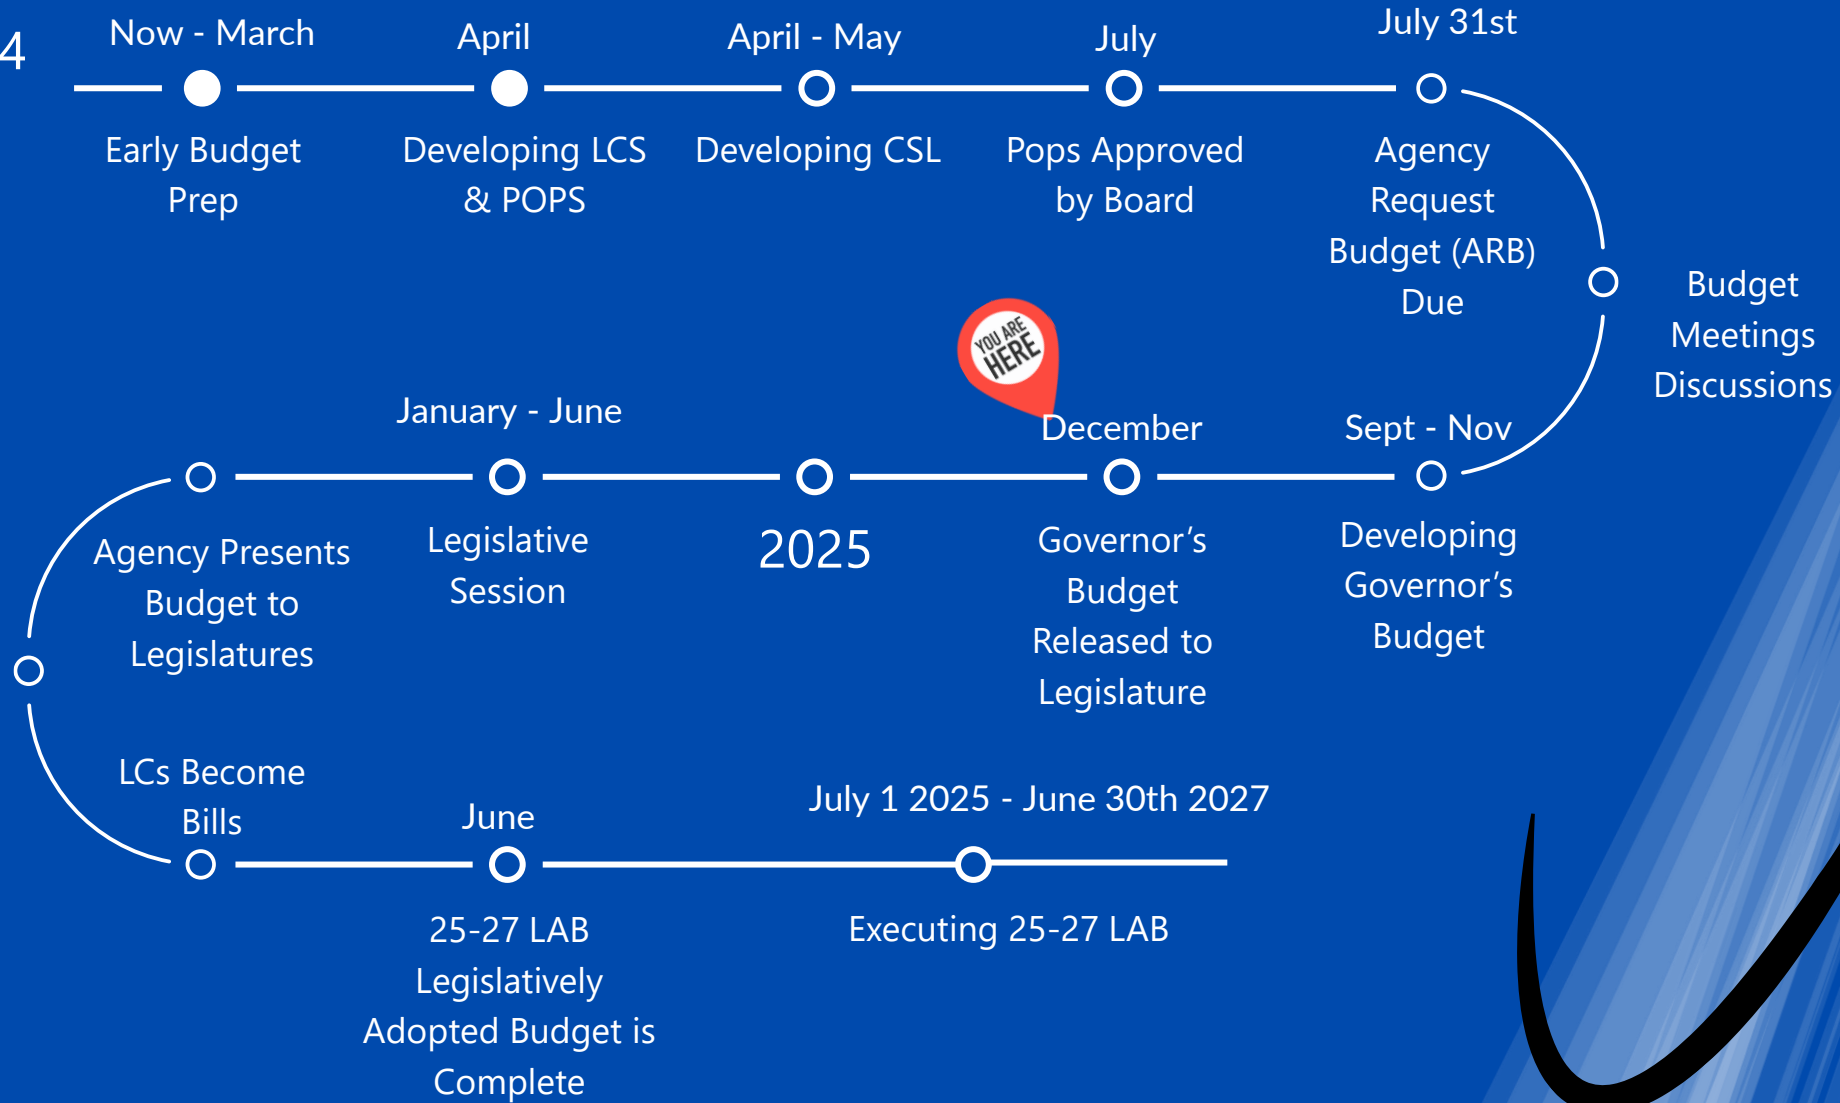 4
Now - March
Early Budget
Prep
April
Developing LCS
& POPS
April - May
Developing CSL
July
Pops Approved
by Board
July 31st
Agency
Request
Budget (ARB)
Due
Budget
Meetings
Discussions
Sept - Nov
Developing
Governor’s
Budget
YOU ARE
HERE
December
Governor’s
Budget
Released to
Legislature
2025
January - June
Legislative
Session
Agency Presents
Budget to
Legislatures
LCs Become
Bills
June
25-27 LAB
Legislatively
Adopted Budget is
Complete
July 1 2025 - June 30th 2027
Executing 25-27 LAB